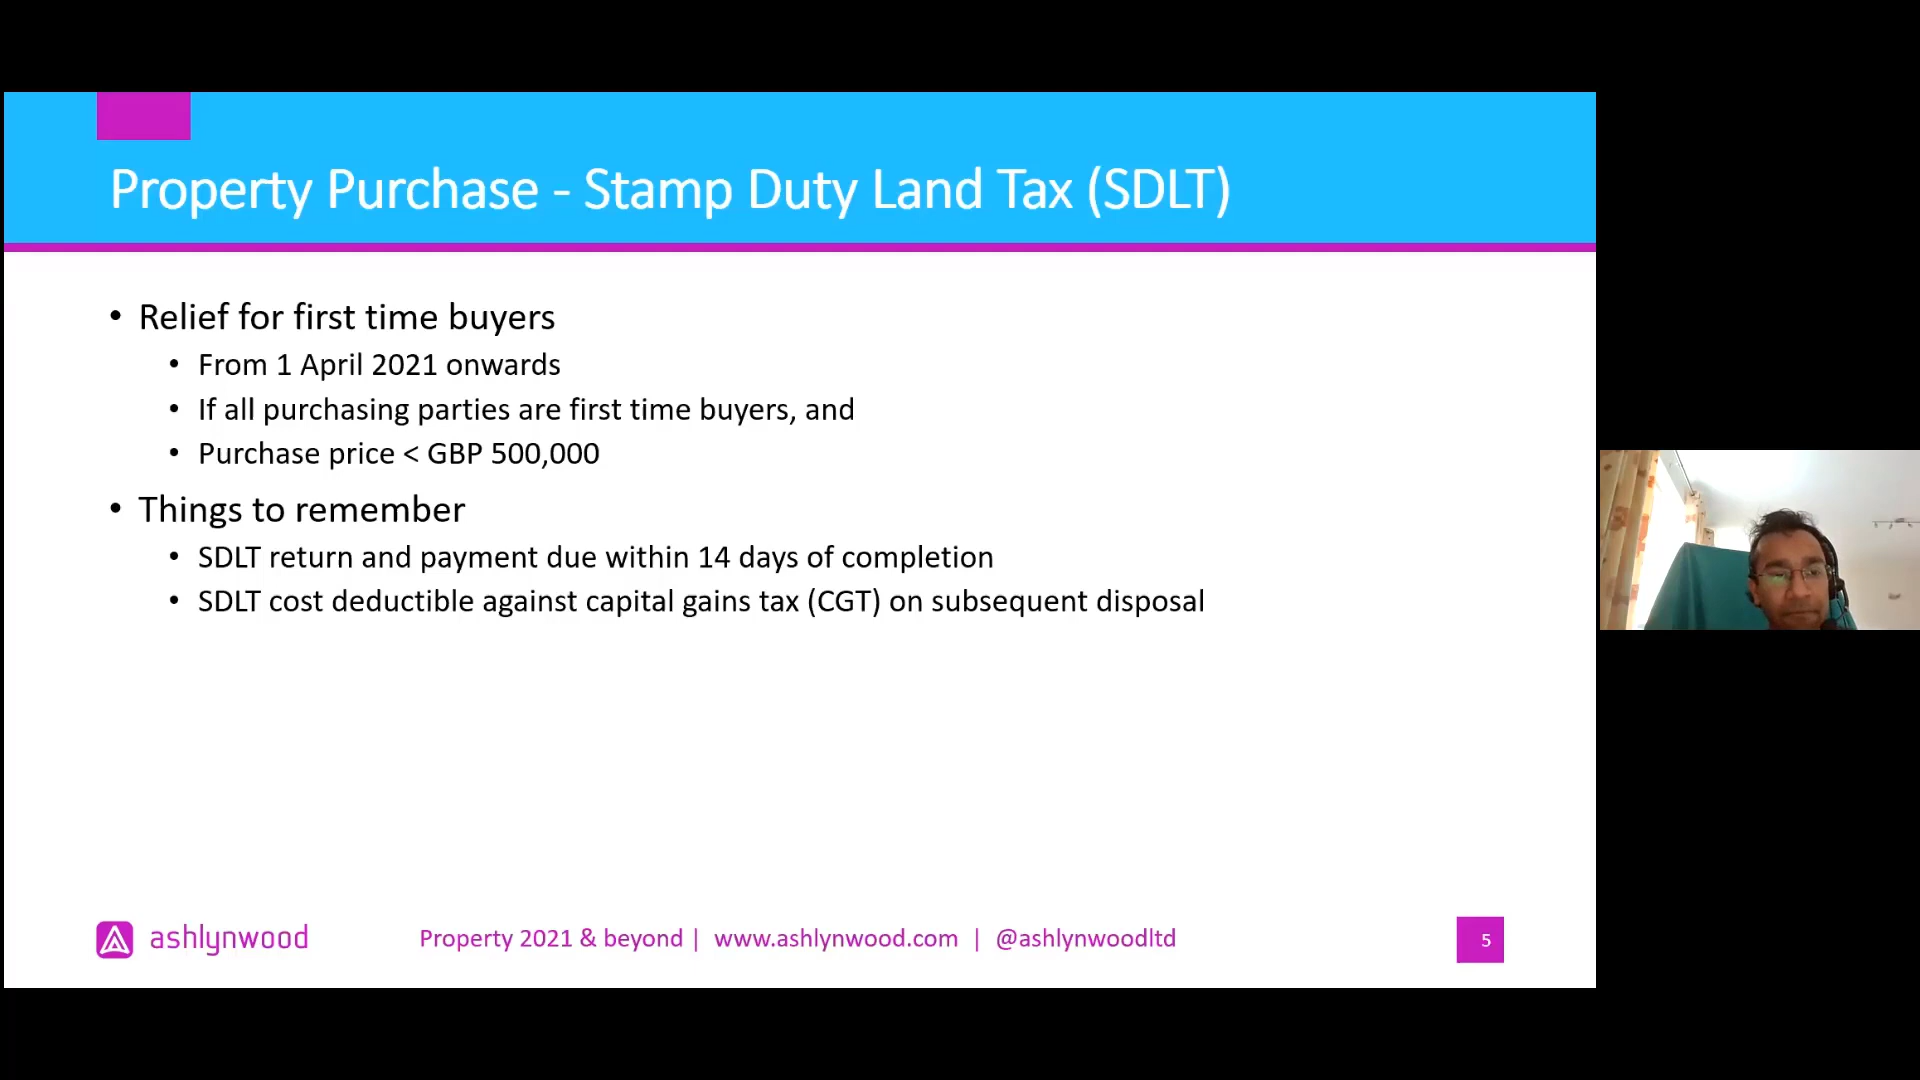 Property Purchase - Stamp Duty Land Tax (SDLT)
• Relief for first time buyers
• From 1 April 2021 onwards
• If all purchasing parties are first time buyers, and
• Purchase price < GBP 500,000
• Things to remember
• SDLT return and payment due within 14 days of completion
• SDLT cost deductible against capital gains tax (CGT) on subsequent disposal
ashlynwood
Property 2021 & beyond | www.ashlynwood.com | @ashlynwoodltd
5